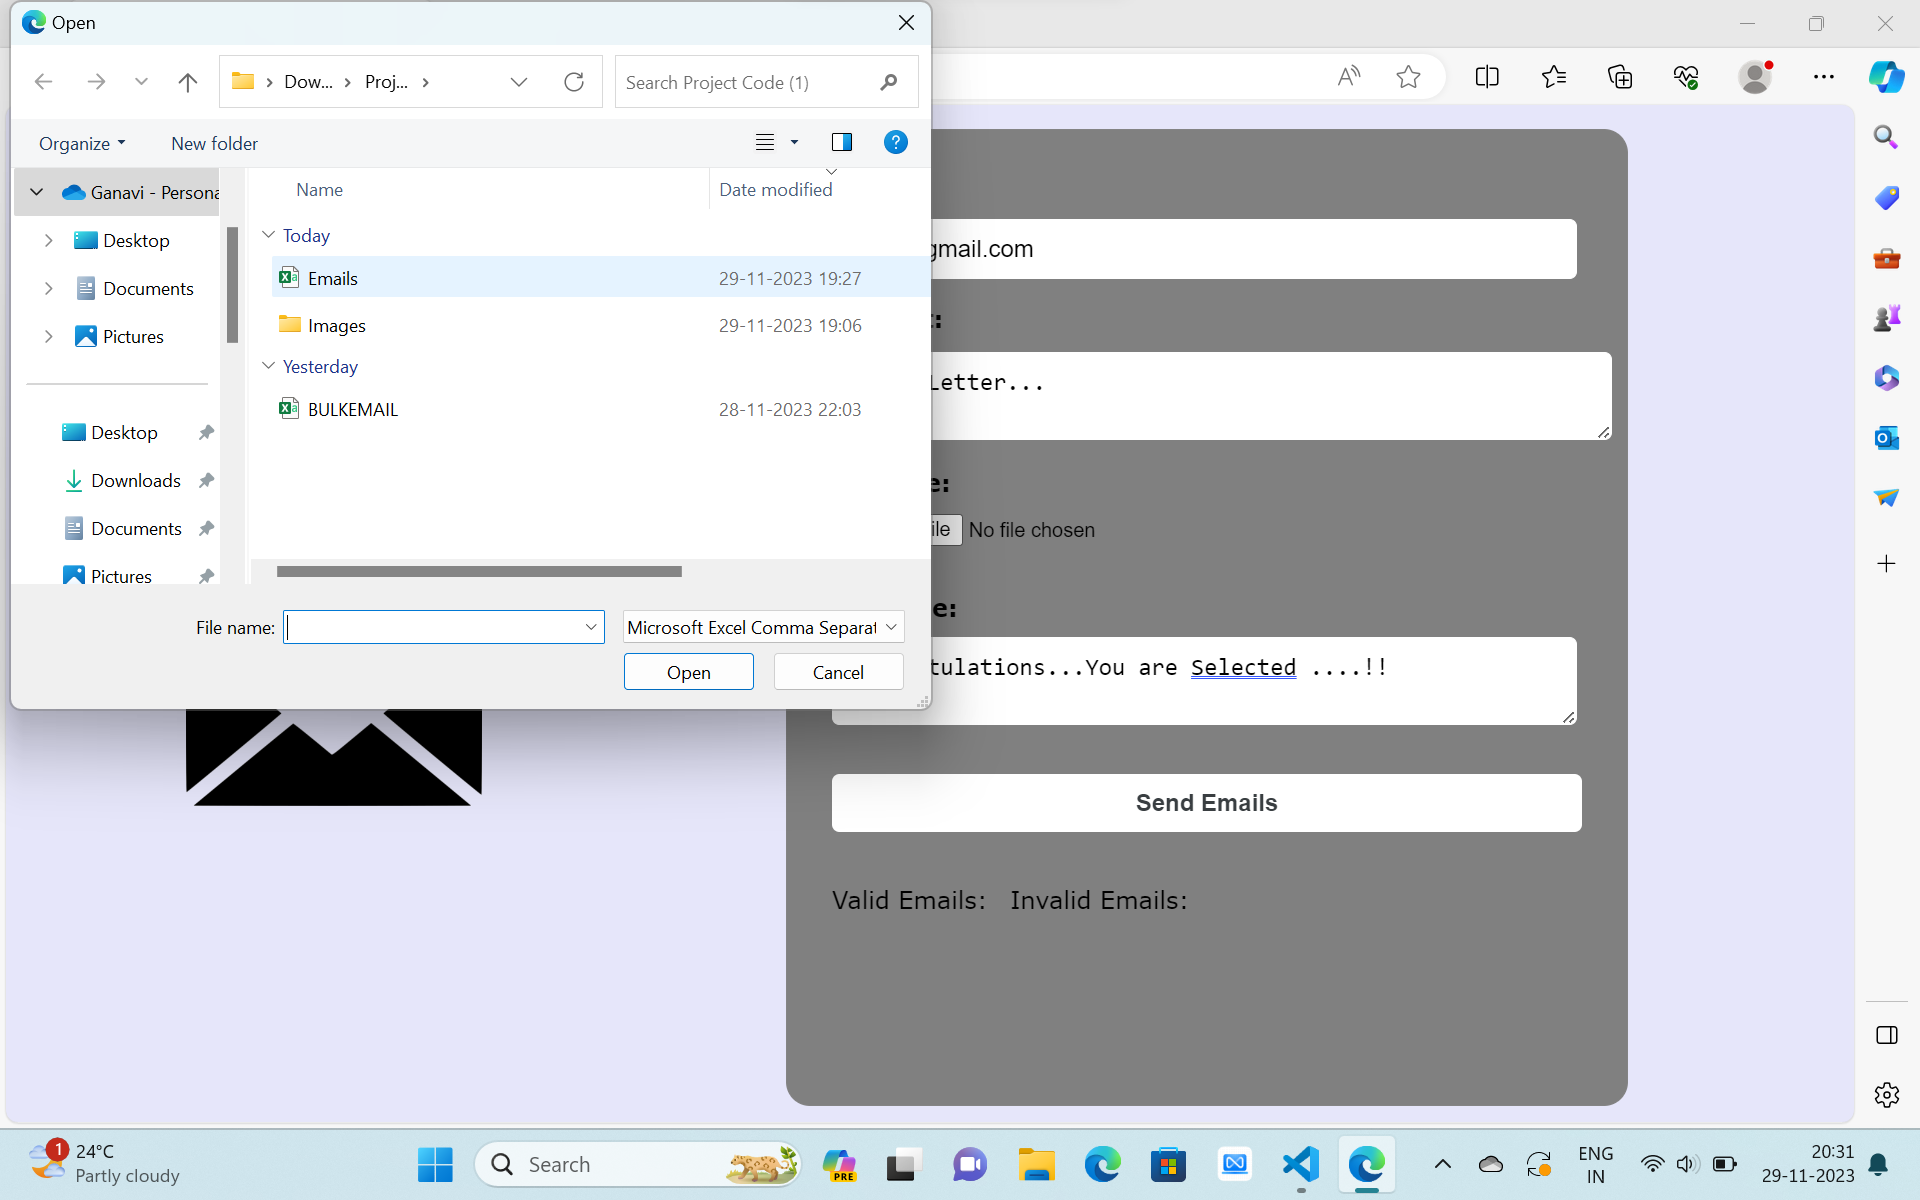 Open
Dow... Proj...
Search Project Code (1)
Organize
New folder
?
Ganavi - Persona
Desktop
Documents
Pictures
Desktop
Downloads
Documents
Pictures
Name
Date modified
Today
Emails
29-11-2023 19:27
Images
29-11-2023 19:06
Yesterday
BULKEMAIL
28-11-2023 22:03
File name:
Microsoft Excel Comma Separat
Open
Cancel
gmail.com
t:
Letter...
e:
ile
No file chosen
e:
tulations...You are Selected ....!!
Send Emails
Valid Emails: Invalid Emails:
1
24°C
Partly cloudy
Search
PRE
ENG
IN
20:31
29-11-2023